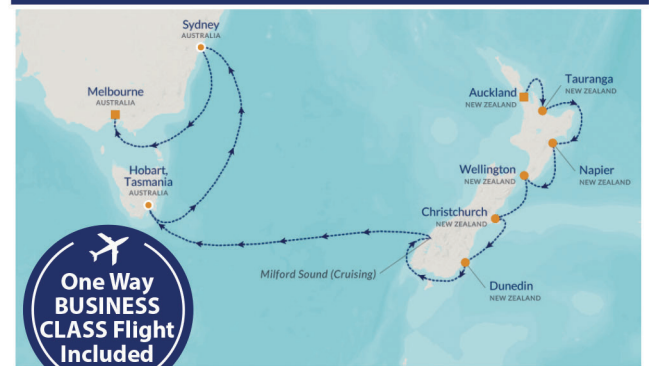 Sydney
AUSTRALIA
Melbourne
AUSTRALIA
Hobart,
Tasmania
AUSTRALIA
Auckland
NEW ZEALAND
Tauranga
NEW ZEALAND
Wellington
NEW ZEALAND
Napier
NEW ZEALAND
Christchurch
NEW ZEALAND
Milford Sound (Cruising)
Dunedin
NEW ZEALAND
One Way
BUSINESS
CLASS Flight
Included